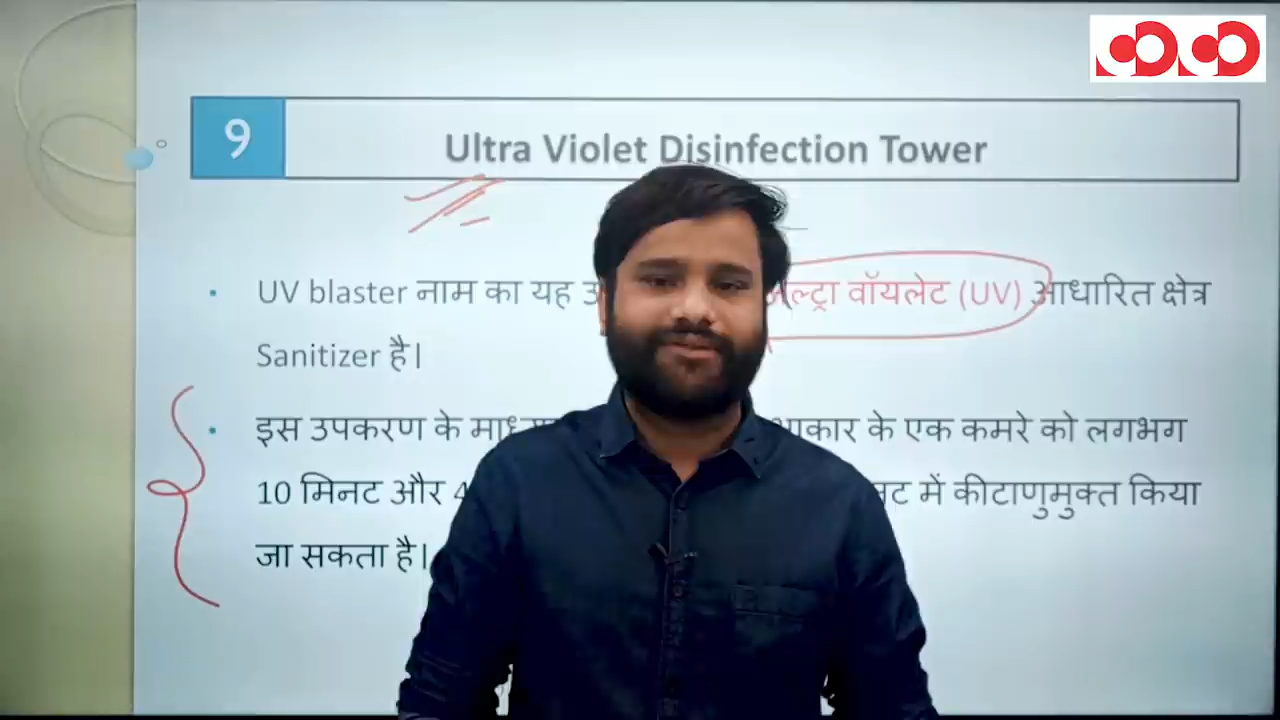 9
Ultra Violet Disinfection Tower
UV blaster नाम का यह वॉयलेट (UV) आधारित क्षेत्र
Sanitizer है।
इस उपकरण के आकार के एक कमरे को लगभग
10 मिनट और में कीटाणुमुक्त किया
जा सकता है।